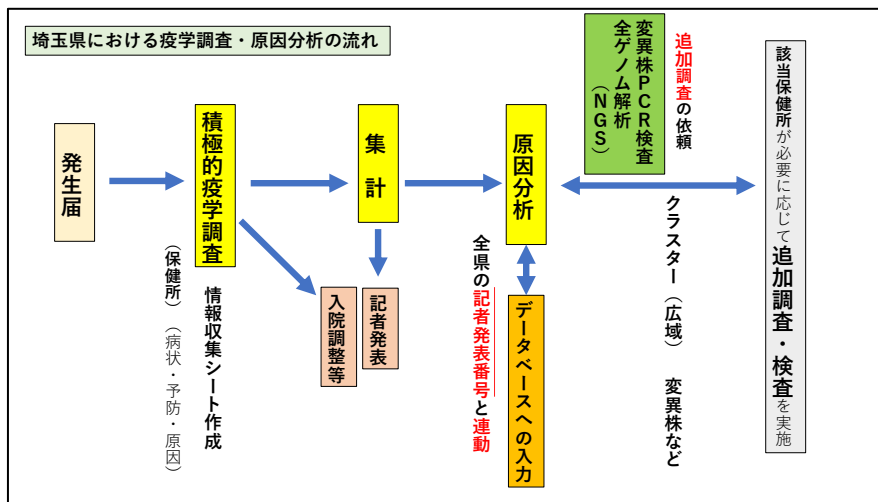 埼玉県における疫学調査・原因分析の流れ
発生届
積極的疫学調査
(保健所)
(病状・予防・原因)
情報収集シート作成
集計
入院調整等
記者発表
原因分析
全県の記者発表番号と連動
データベースへの入力
変異株PCR検査
全ゲノム解析
(NGS)
追加調査の依頼
クラスター(広域) 変異株など
該当保健所が必要に応じて追加調査・検査を実施